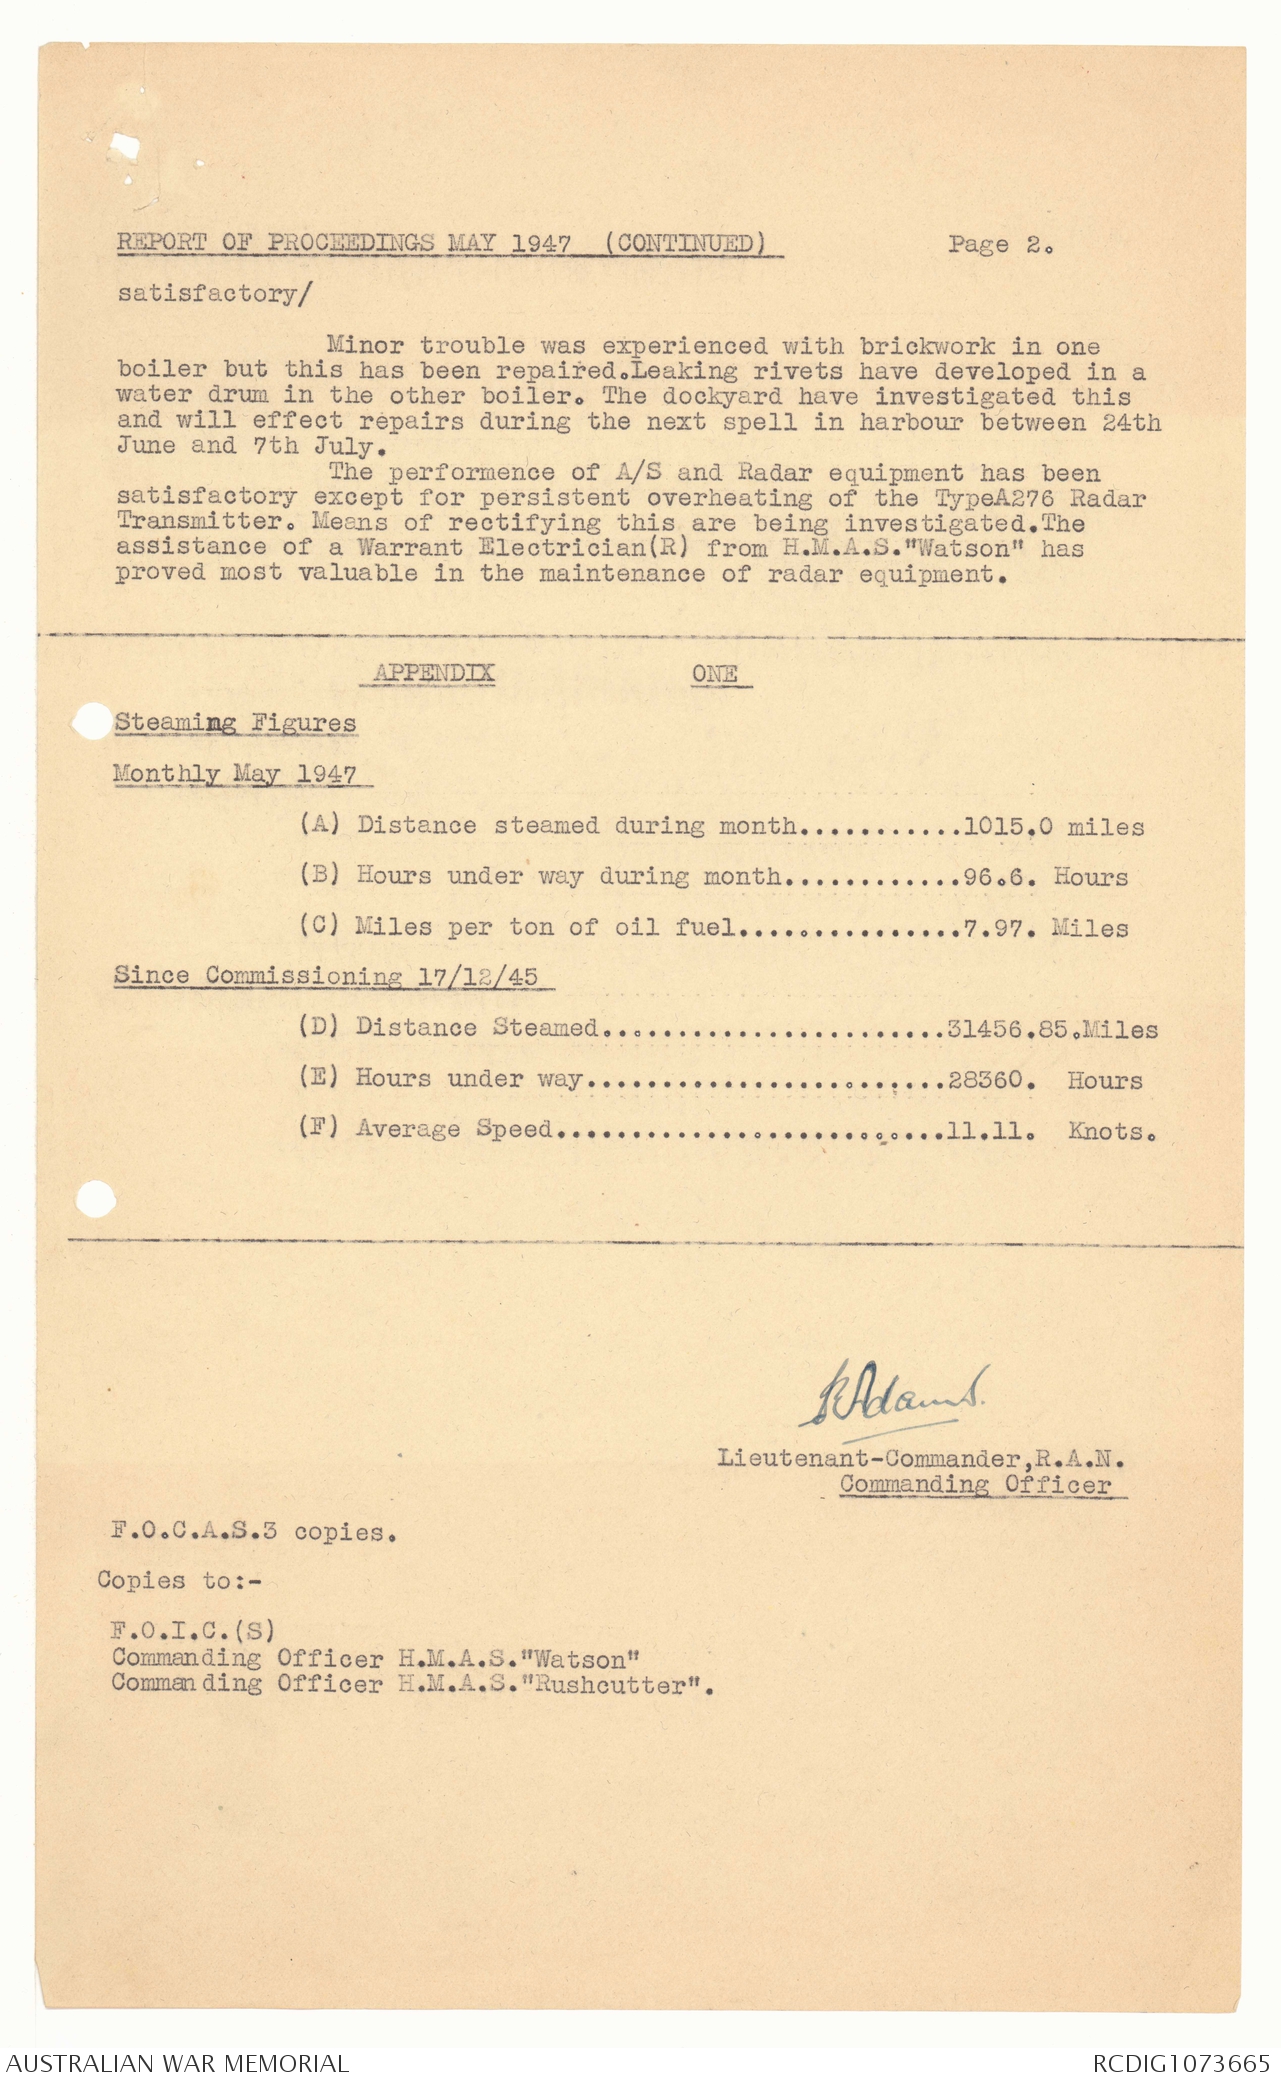 REPORT OF PROCEEDINGS MAY 1947 (CONTINUED) Page 2.
satisfactory/
Minor trouble was experienced with brickwork in one
boiler but this has been repaired.Leaking rivets have developed in a
water drum in the other boiler. The dockyard have investigated this
and will effect repairs during the next spell in harbour between 24th
June and 7th July.
The performence of A/S and Radar equipment has been
satisfactory except for persistent overheating of the TypeA276 Radar
Transmitter. Means of rectifying this are being investigated.The
assistance of a Warrant Electrician(R) from H.M.A.S."Watson" has
proved most valuable in the maintenance of radar equipment.
APPENDIX ONE
Steaming Figures
Monthly May 1947
(A) Distance steamed during month...........1015.0 miles
(B) Hours under way during month............96.6. Hours
(C) Miles per ton of oil fuel...............7.97. Miles
Since Commissioning 17/12/45
(D) Distance Steamed.......................31456.85.Miles
(E) Hours under way........................28360. Hours
(F) Average Speed..........................11.11. Knots.
Adams.
Lieutenant-Commander,R.A.N.
Commanding Officer
F.O.C.A.S.3 copies.
Copies to:-
F.O.I.C.(S)
Commanding Officer H.M.A.S."Watson"
Commanding Officer H.M.A.S."Rushcutter".
AUSTRALIAN WAR MEMORIAL RCDIG1073665